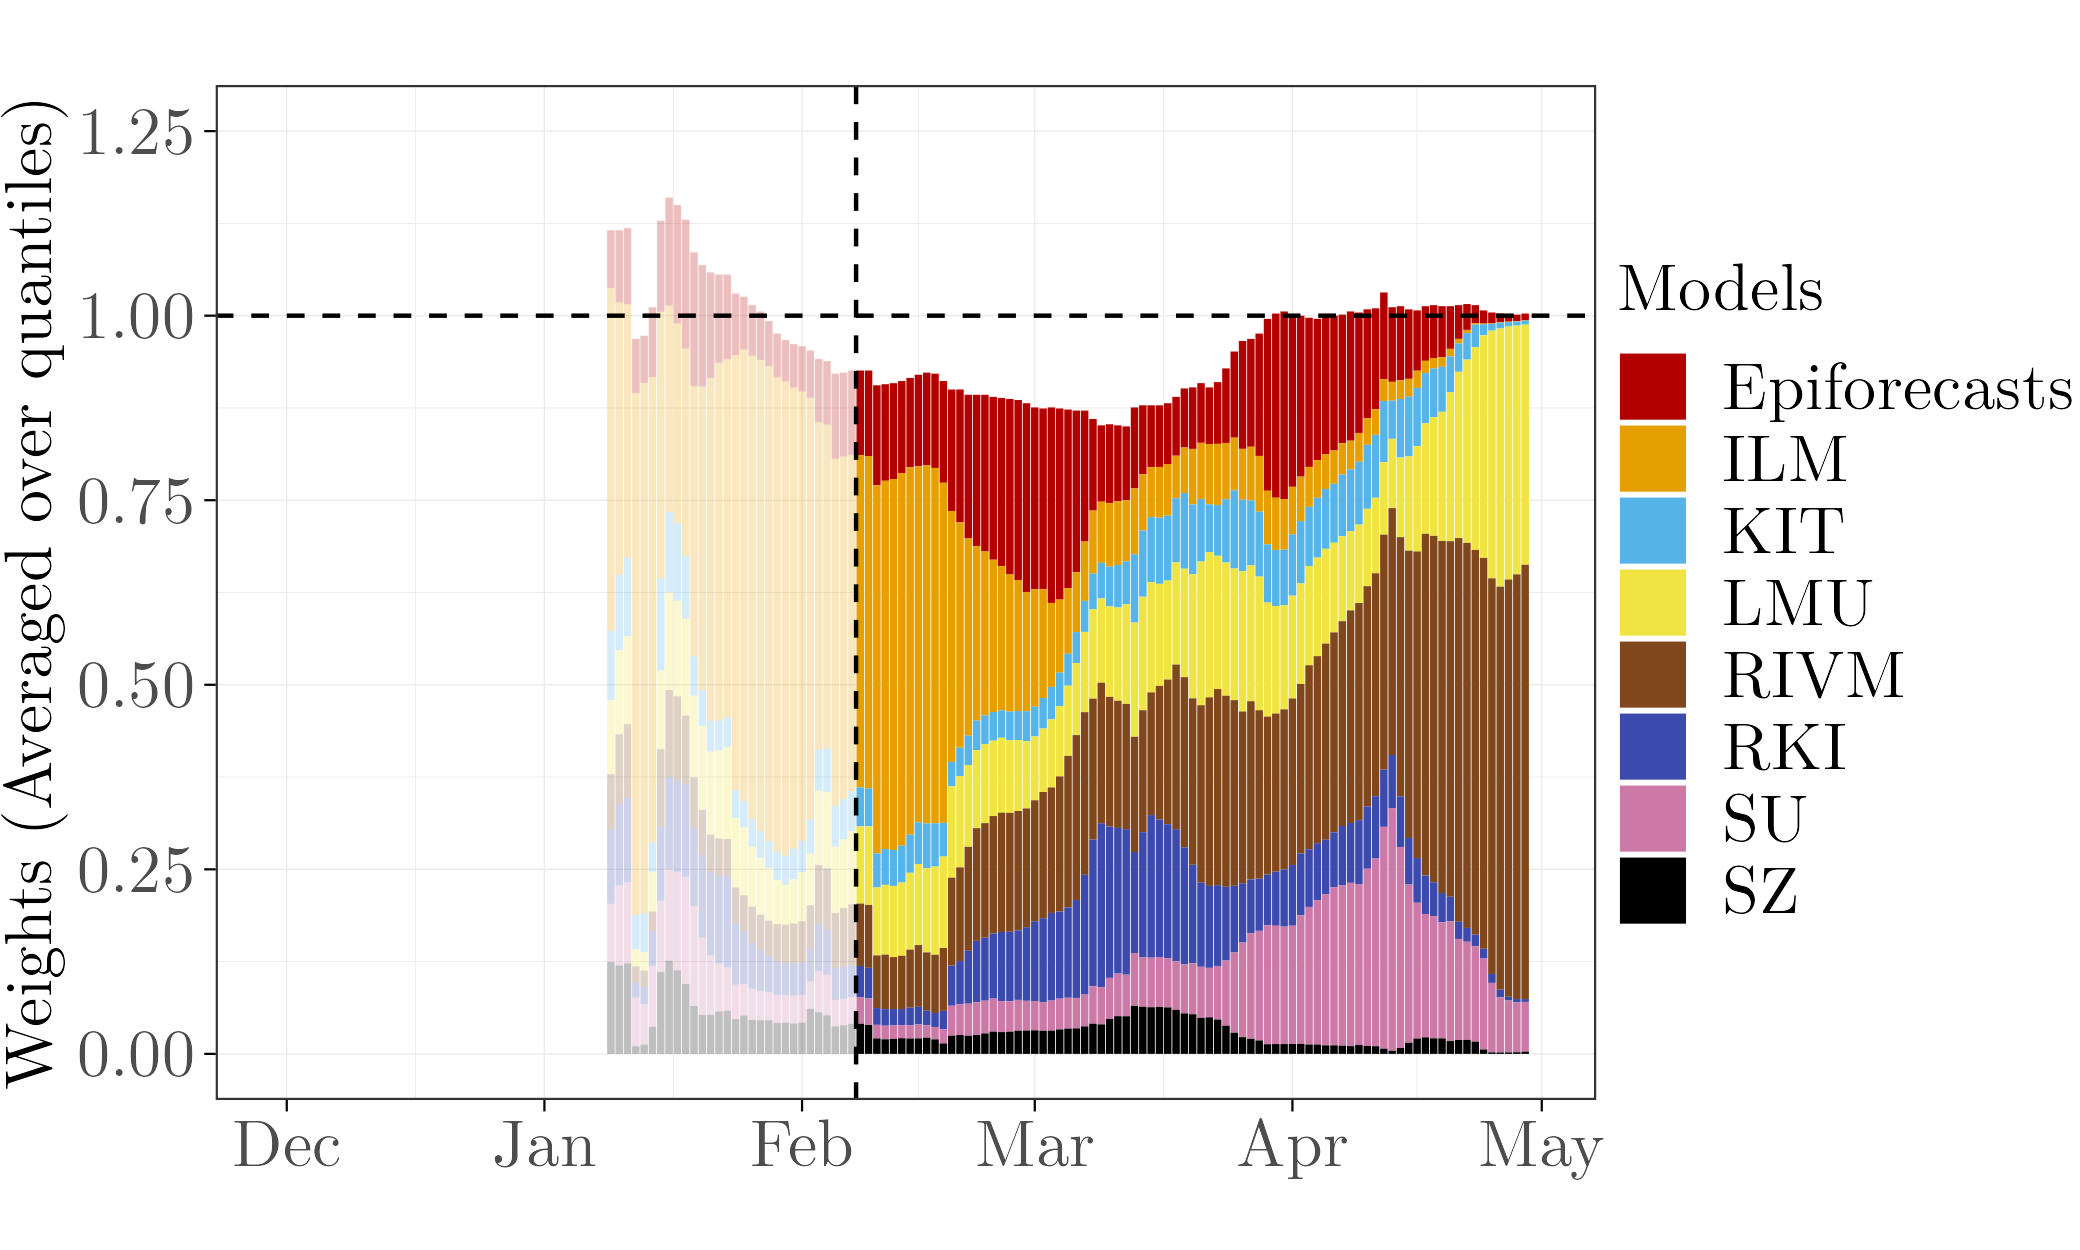 Weights (Averaged over quantiles)
1.25
1.00
0.75
0.50
0.25
0.00
Dec Jan Feb Mar Apr May
Models
Epiforecasts
ILM
KIT
LMU
RIVM
RKI
SU
SZ